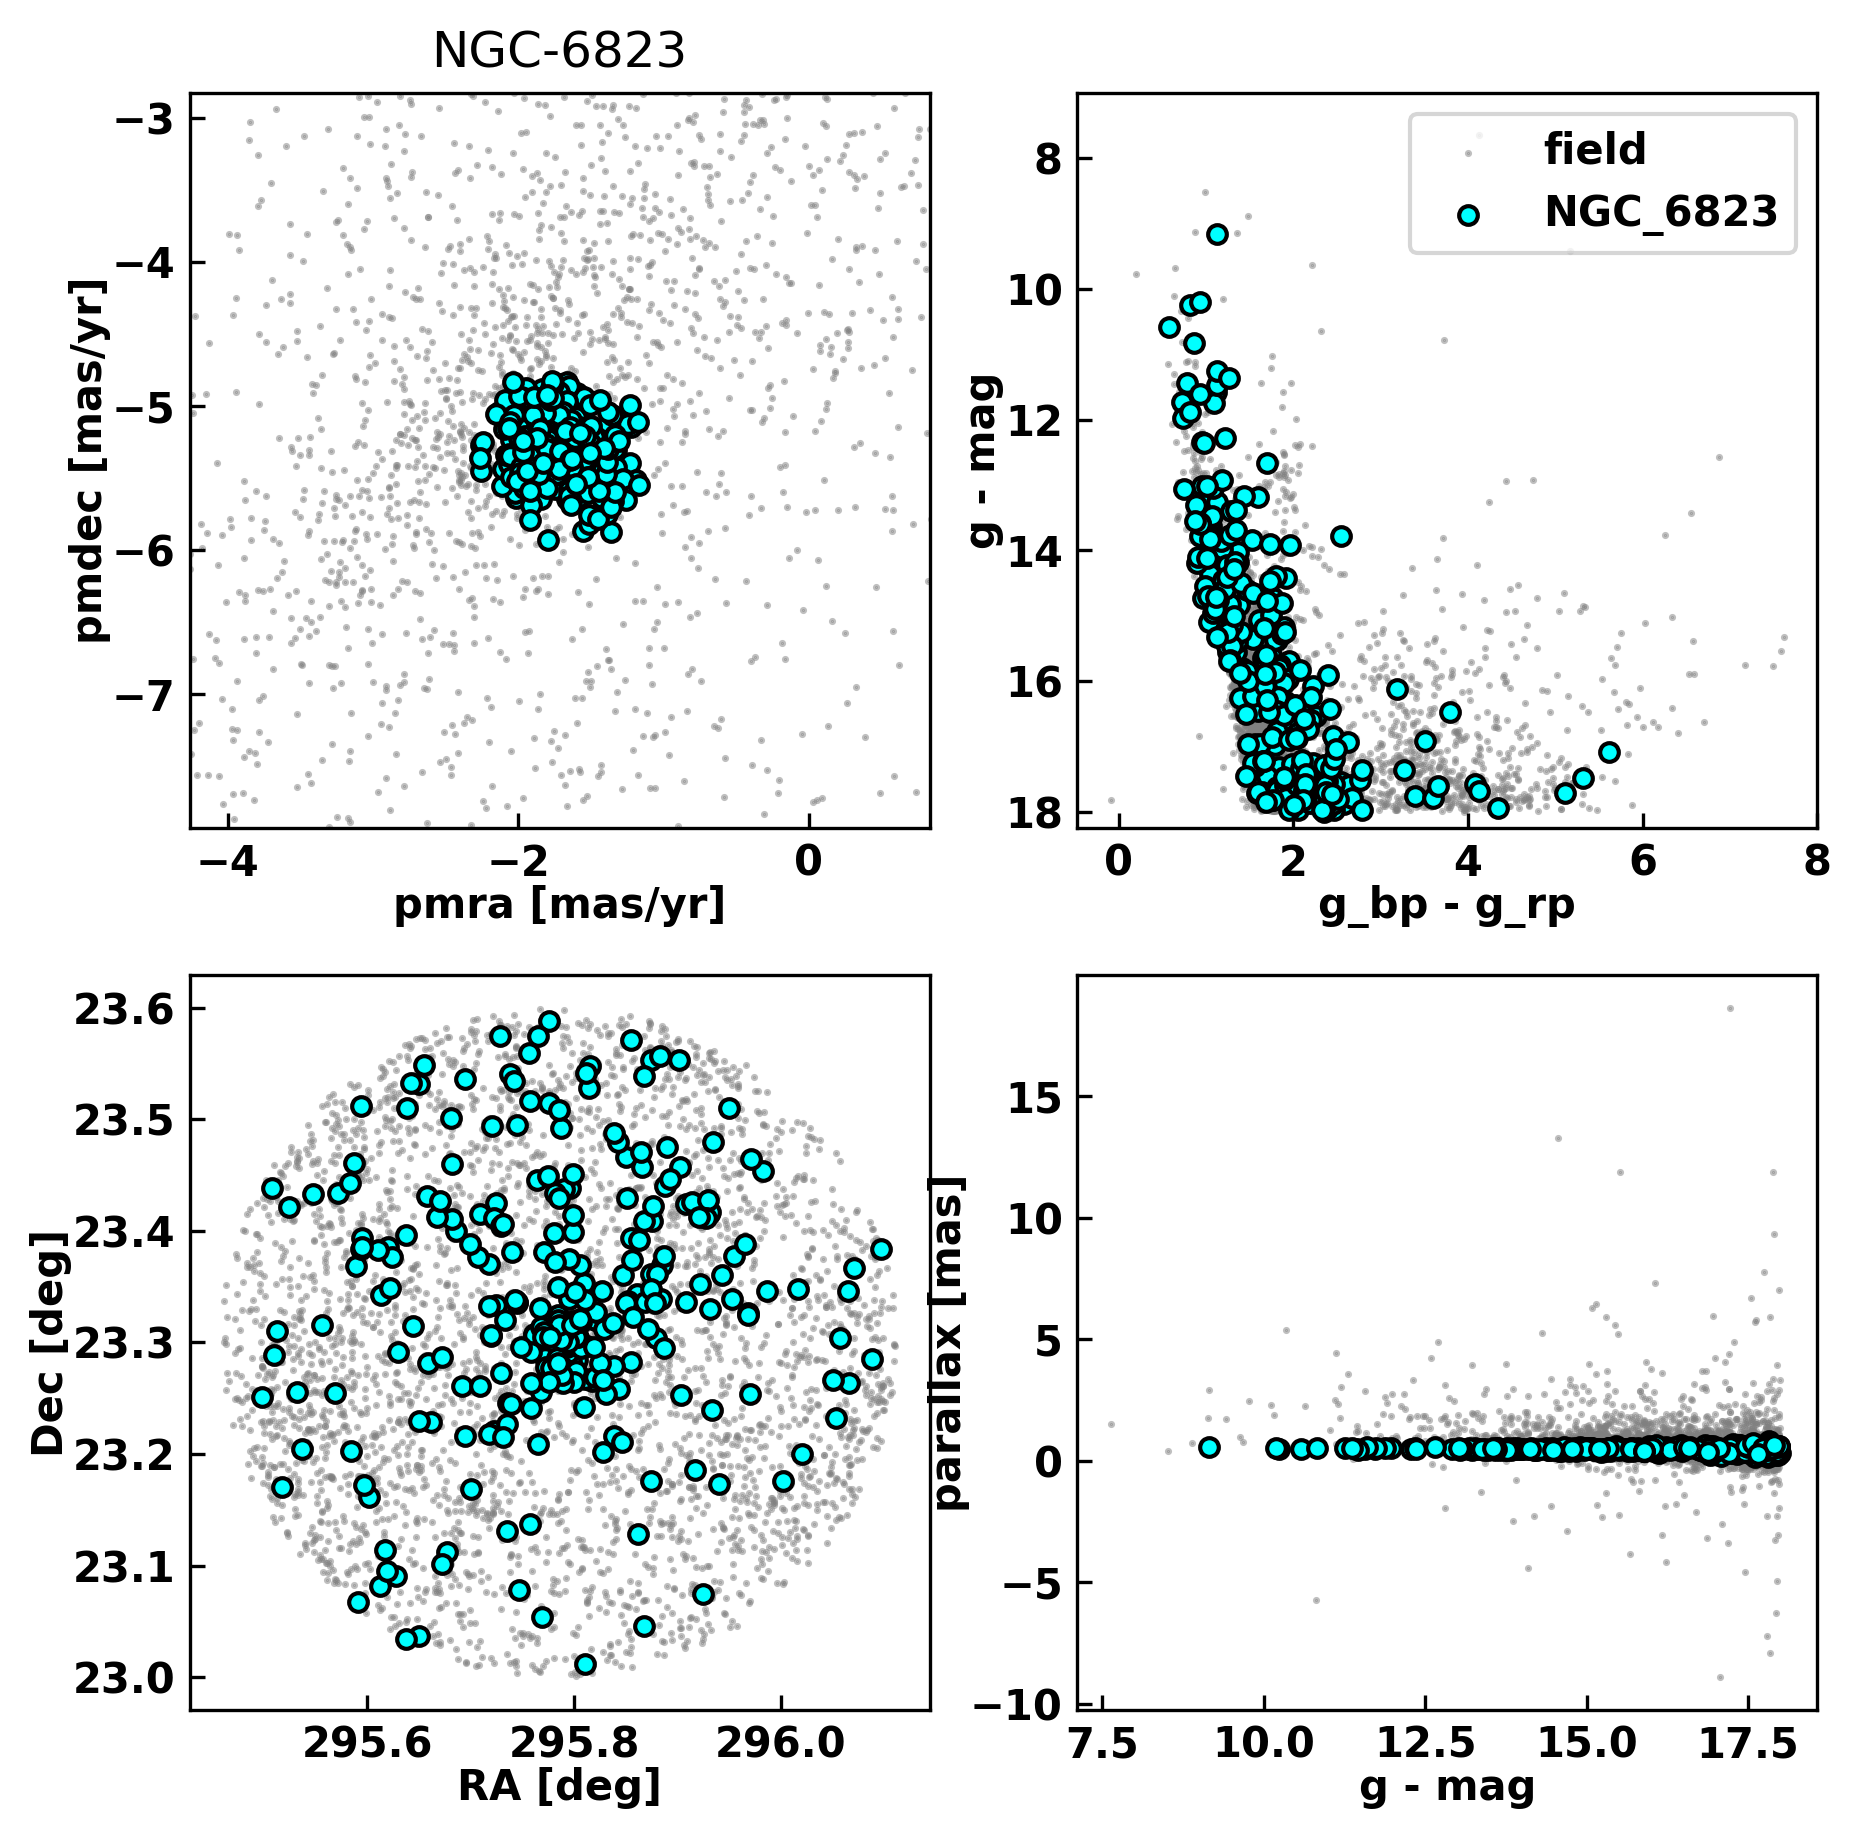 NGC-6823
−3
−4
−5
−6
−7
pmdec [mas/yr]
−4 −2 0
pmra [mas/yr]
8
10
12
14
16
18
g - mag
field
NGC_6823
0 2 4 6 8
g_bp - g_rp
23.6
23.5
23.4
23.3
23.2
23.1
23.0
Dec [deg]
295.6 295.8 296.0
RA [deg]
15
10
5
0
−5
−10
parallax [mas]
7.5 10.0 12.5 15.0 17.5
g - mag